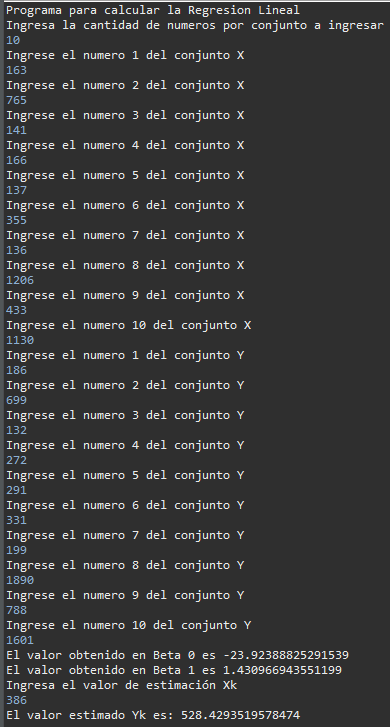 Programa para calcular la Regresion Lineal
Ingresa la cantidad de numeros por conjunto a ingresar
10
Ingrese el numero 1 del conjunto X
163
Ingrese el numero 2 del conjunto X
765
Ingrese el numero 3 del conjunto X
141
Ingrese el numero 4 del conjunto X
166
Ingrese el numero 5 del conjunto X
137
Ingrese el numero 6 del conjunto X
355
Ingrese el numero 7 del conjunto X
136
Ingrese el numero 8 del conjunto X
1206
Ingrese el numero 9 del conjunto X
433
Ingrese el numero 10 del conjunto X
1130
Ingrese el numero 1 del conjunto Y
186
Ingrese el numero 2 del conjunto Y
699
Ingrese el numero 3 del conjunto Y
132
Ingrese el numero 4 del conjunto Y
272
Ingrese el numero 5 del conjunto Y
291
Ingrese el numero 6 del conjunto Y
331
Ingrese el numero 7 del conjunto Y
199
Ingrese el numero 8 del conjunto Y
1890
Ingrese el numero 9 del conjunto Y
788
Ingrese el numero 10 del conjunto Y
1601
El valor obtenido en Beta 0 es -23.92388825291539
El valor obtenido en Beta 1 es 1.430966943551199
Ingresa el valor de estimación Xk
386
El valor estimado Yk es: 528.4293519578474